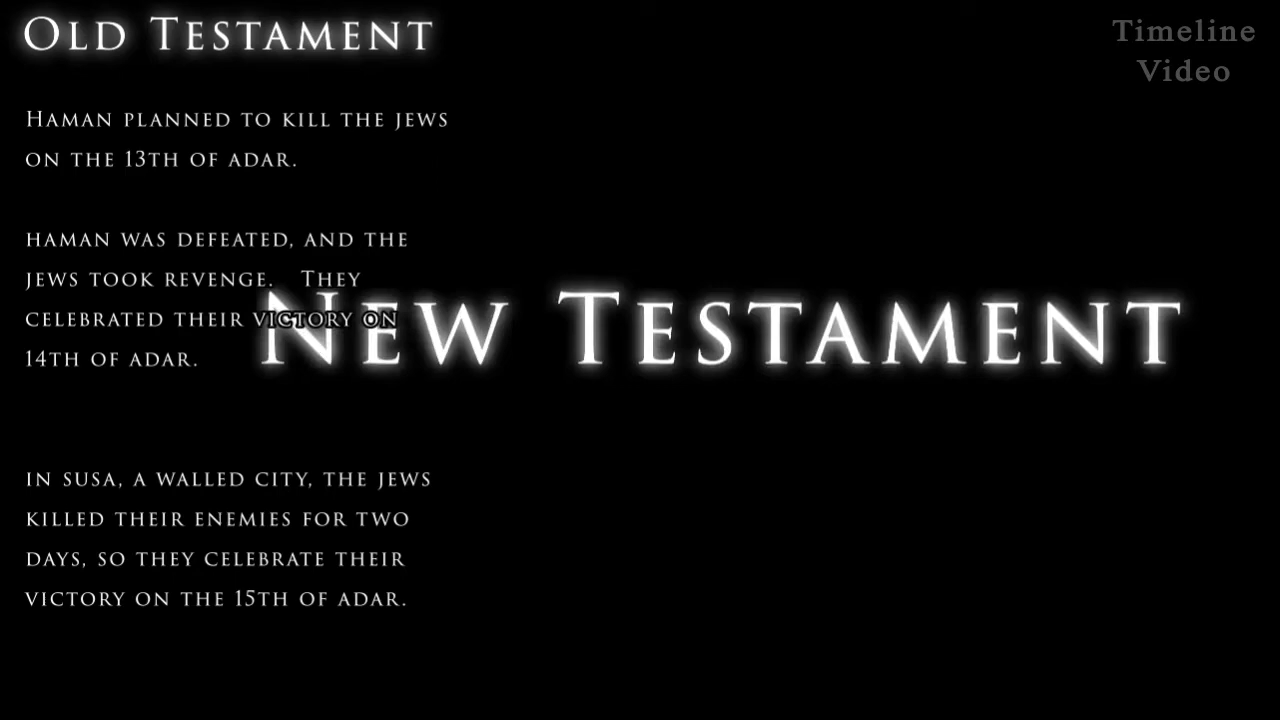 Old Testament
Timeline
Video
Haman planned to kill the jews
on the 13th of adar.
haman was defeated, and the
jews took revenge. They
celebrated their victory on
14th of adar.
New Testament
in susa, a walled city, the jews
killed their enemies for two
days, so they celebrate their
victory on the 15th of adar.